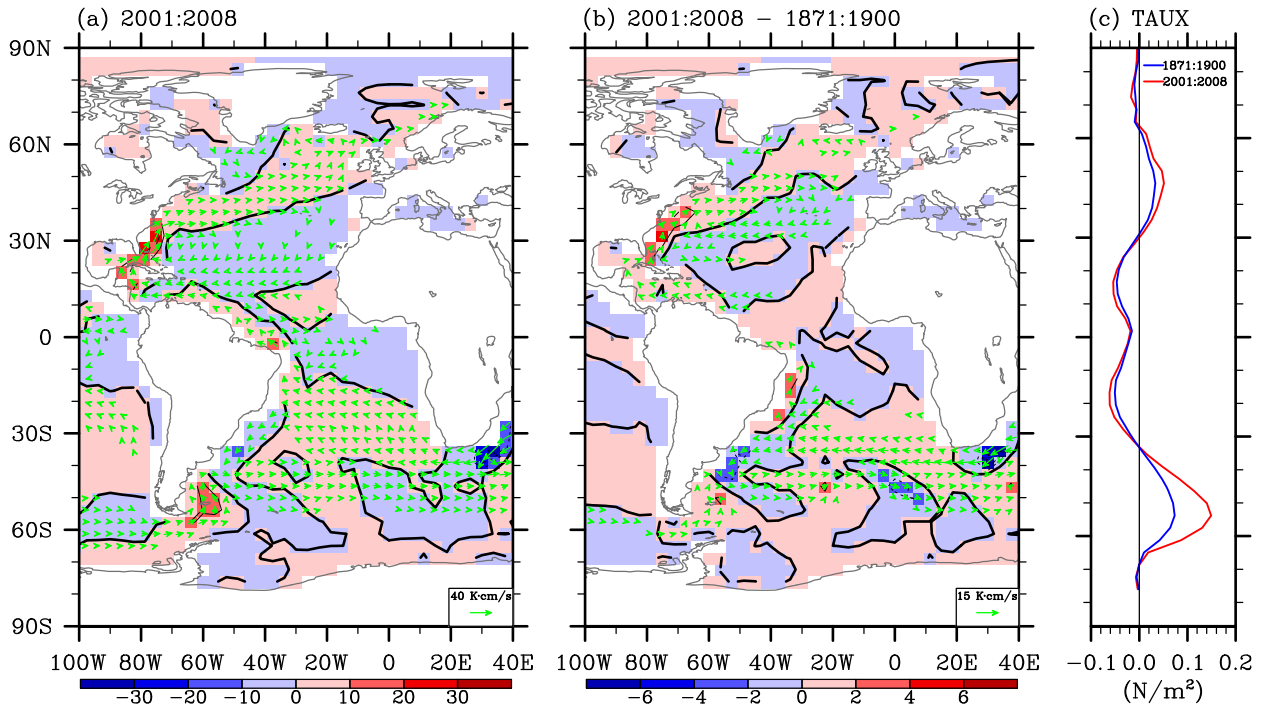 (a) 2001:2008
(b) 2001:2008 − 1871:1900
(c) TAUX
90N
60N
30N
0
30S
60S
90S
1871:1900
2001:2008
40 K·cm/s
15 K·cm/s
100W 80W 60W 40W 20W 0 20E 40E
100W 80W 60W 40W 20W 0 20E 40E
−0.1 0.0 0.1 0.2
(N/m²)
−30 −20 −10 0 10 20 30
−6 −4 −2 0 2 4 6